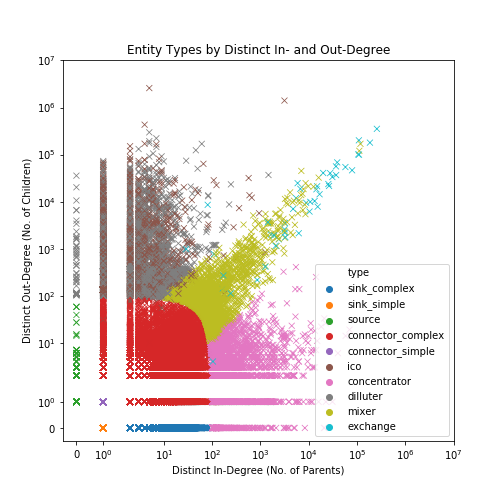 Entity Types by Distinct In- and Out-Degree
Distinct Out-Degree (No. of Children)
10^7
10^6
10^5
10^4
10^3
10^2
10^1
10^0
0
type
sink_complex
sink_simple
source
connector_complex
connector_simple
ico
concentrator
dilluter
mixer
exchange
0 10^0 10^1 10^2 10^3 10^4 10^5 10^6 10^7
Distinct In-Degree (No. of Parents)